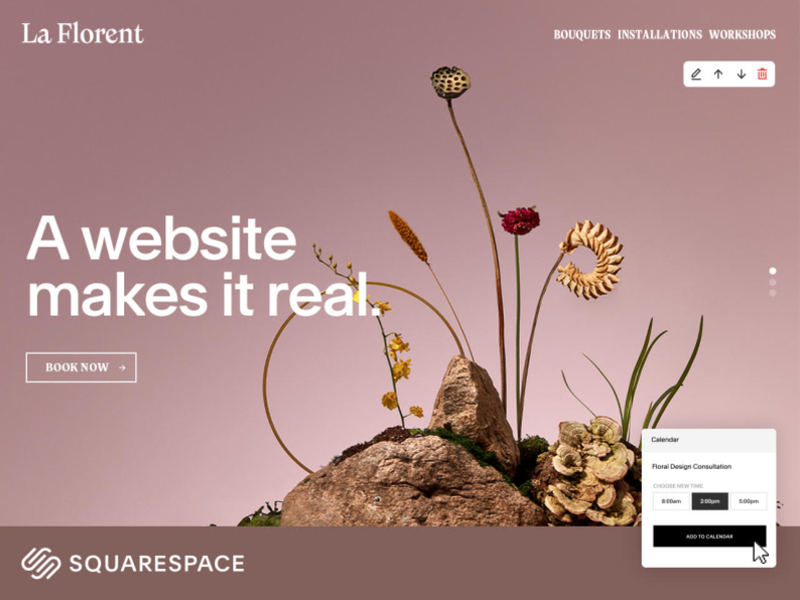 La Florent
BOUQUETS INSTALLATIONS WORKSHOPS
A website
makes it real.
BOOK NOW →
Calendar
Floral Design Consultation
CHOOSE NEW TIME
8:00am 2:00pm 5:00pm
ADD TO CALENDAR
SQUARESPACE